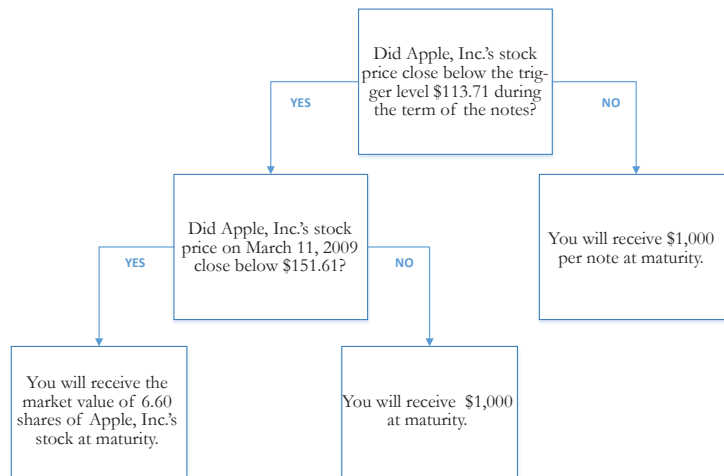 Did Apple, Inc.'s stock
price close below the trig-
ger level $113.71 during
the term of the notes?
YES
NO
Did Apple, Inc.'s stock
price on March 11, 2009
close below $151.61?
You will receive $1,000
per note at maturity.
YES
NO
You will receive the
market value of 6.60
shares of Apple, Inc.'s
stock at maturity.
You will receive $1,000
at maturity.